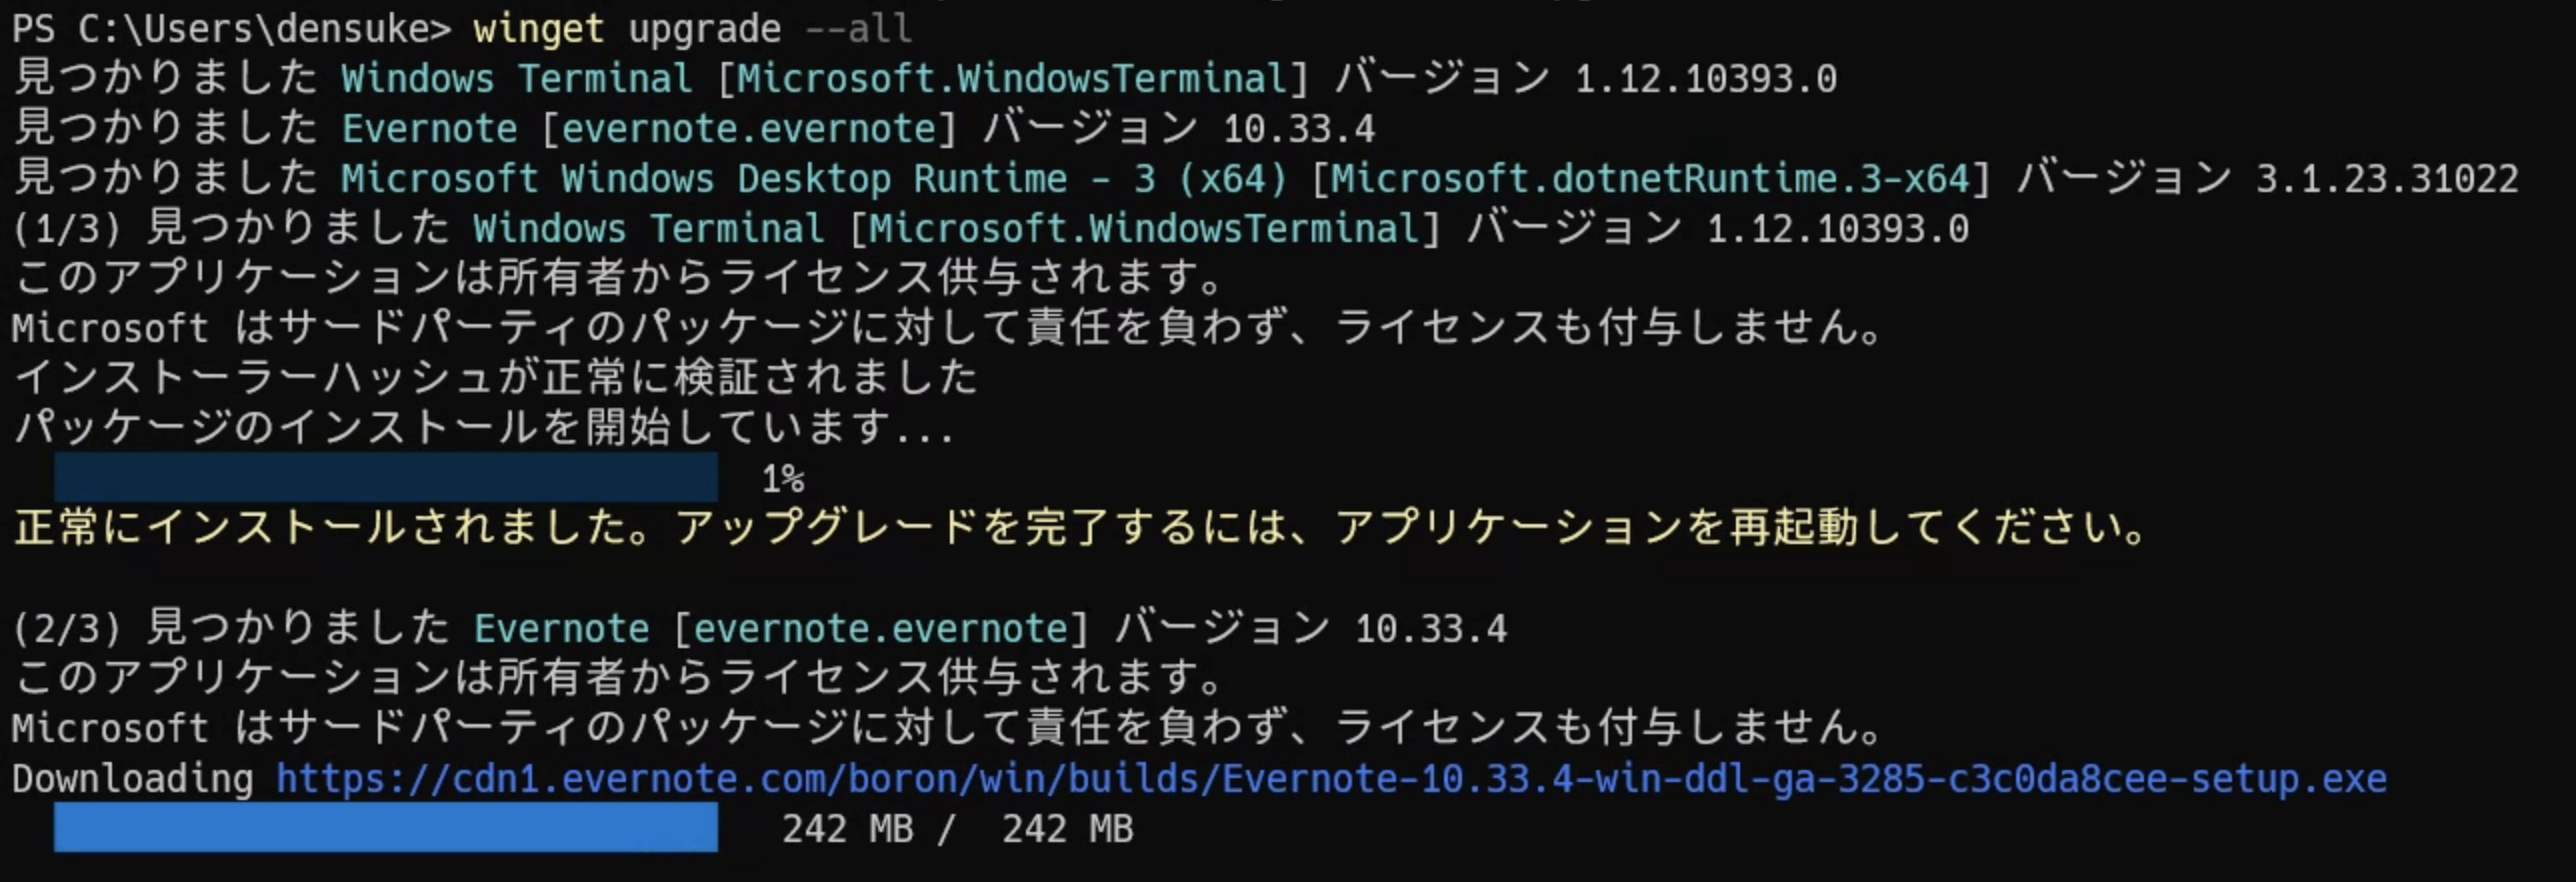 PS C:\Users\densuke> winget upgrade --all
見つかりました Windows Terminal [Microsoft.WindowsTerminal] バージョン 1.12.10393.0
見つかりました Evernote [evernote.evernote] バージョン 10.33.4
見つかりました Microsoft Windows Desktop Runtime - 3 (x64) [Microsoft.dotnetRuntime.3-x64] バージョン 3.1.23.31022
(1/3) 見つかりました Windows Terminal [Microsoft.WindowsTerminal] バージョン 1.12.10393.0
このアプリケーションは所有者からライセンス供与されます。
Microsoft はサードパーティのパッケージに対して責任を負わず、ライセンスも付与しません。
インストーラーハッシュが正常に検証されました
パッケージのインストールを開始しています...
1%
正常にインストールされました。アップグレードを完了するには、アプリケーションを再起動してください。
(2/3) 見つかりました Evernote [evernote.evernote] バージョン 10.33.4
このアプリケーションは所有者からライセンス供与されます。
Microsoft はサードパーティのパッケージに対して責任を負わず、ライセンスも付与しません。
Downloading https://cdn1.evernote.com/boron/win/builds/Evernote-10.33.4-win-ddl-ga-3285-c3c0da8cee-setup.exe
242 MB / 242 MB